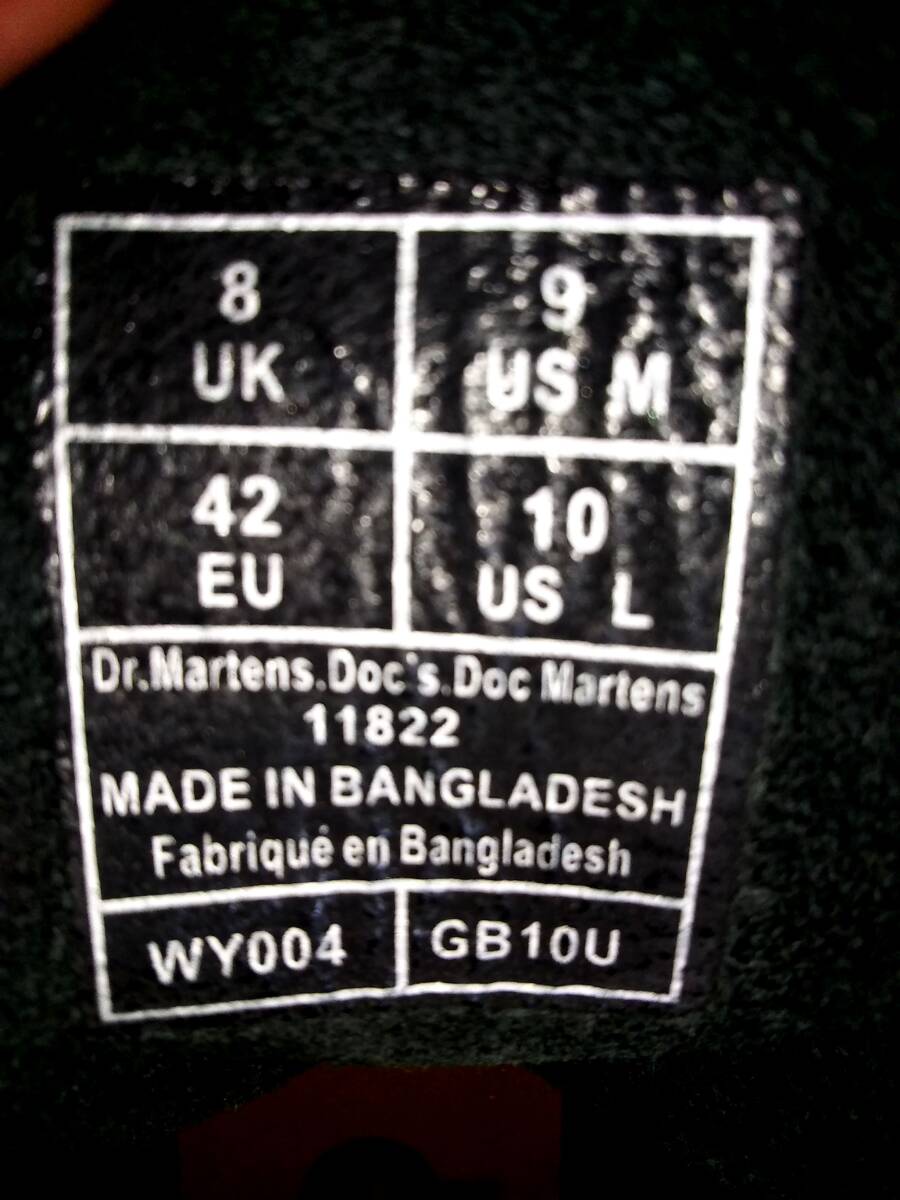 8
UK
9
US M
42
EU
10
US L
Dr.Martens.Doc's.Doc Martens
11822
MADE IN BANGLADESH
Fabriqué en Bangladesh
WY004
GB10U